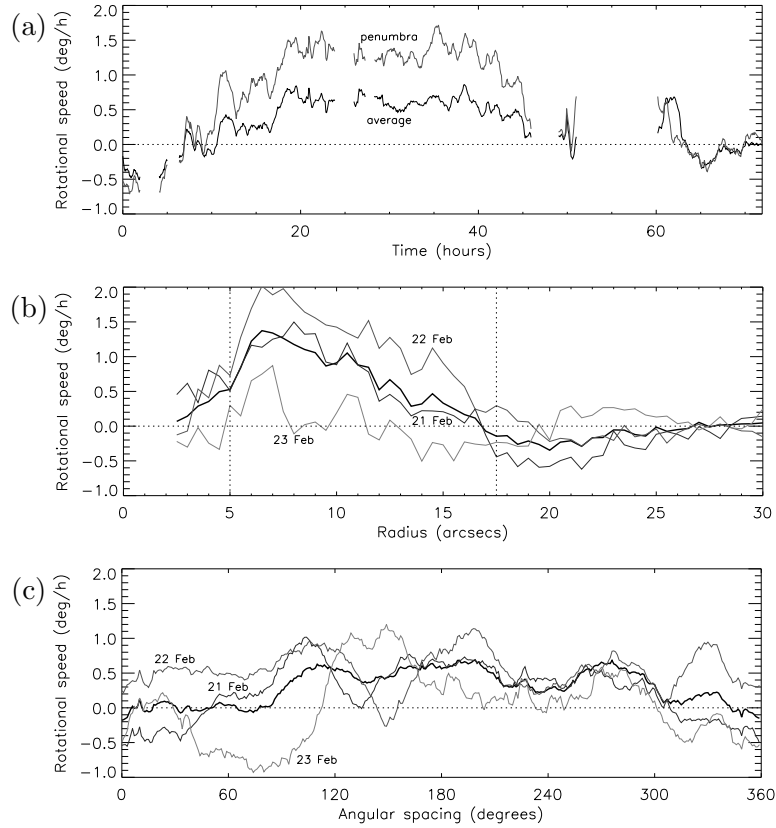 (a)
Rotational speed (deg/h)
2.0
1.5
1.0
0.5
0.0
−0.5
−1.0
penumbra
average
0 20 40 60
Time (hours)
(b)
Rotational speed (deg/h)
2.0
1.5
1.0
0.5
0.0
−0.5
−1.0
22 Feb
21 Feb
23 Feb
0 5 10 15 20 25 30
Radius (arcsecs)
(c)
Rotational speed (deg/h)
2.0
1.5
1.0
0.5
0.0
−0.5
−1.0
22 Feb
21 Feb
23 Feb
0 60 120 180 240 300 360
Angular spacing (degrees)